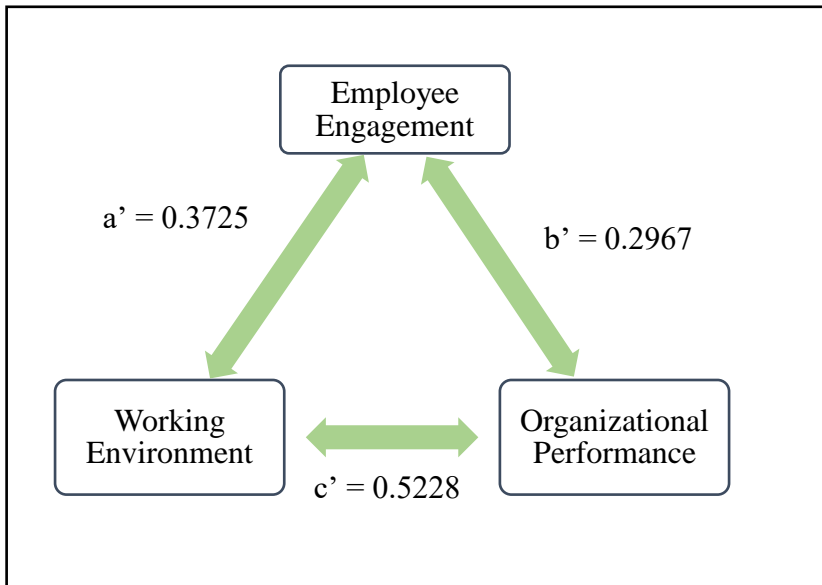 Employee
Engagement
a’ = 0.3725
b’ = 0.2967
Working
Environment
Organizational
Performance
c’ = 0.5228